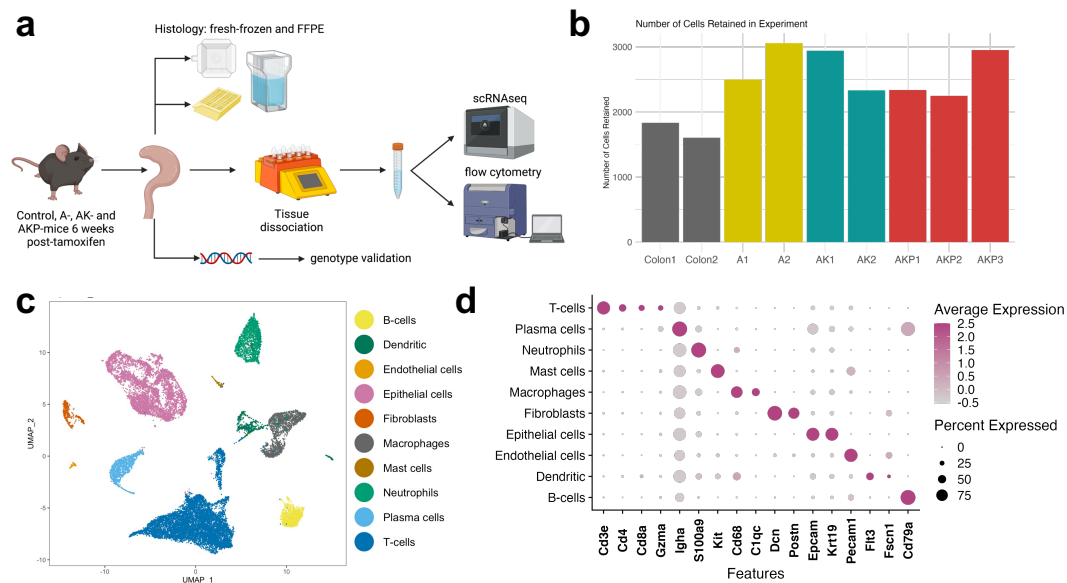 a
Histology: fresh-frozen and FFPE
scRNAseq
flow cytometry
Control, A-, AK- and
AKP-mice 6 weeks
post-tamoxifen
Tissue
dissociation
genotype validation
b
Number of Cells Retained in Experiment
Number of Cells Retained
3000
2000
1000
0
Colon1 Colon2 A1 A2 AK1 AK2 AKP1 AKP2 AKP3
c
UMAP_2
10
5
0
-5
-10
-10 0 10
UMAP_1
B-cells
Dendritic
Endothelial cells
Epithelial cells
Fibroblasts
Macrophages
Mast cells
Neutrophils
Plasma cells
T-cells
d
T-cells
Plasma cells
Neutrophils
Mast cells
Macrophages
Fibroblasts
Epithelial cells
Endothelial cells
Dendritic
B-cells
Cd3e Cd4 Cd8a Gzma Igha S100a9 Kit Cd68 C1qc Dcn Postn Epcam Krt19 Pecam1 Flt3 Fscn1 Cd79a
Features
Average Expression
2.5
2.0
1.5
1.0
0.0
-0.5
Percent Expressed
0
25
50
75